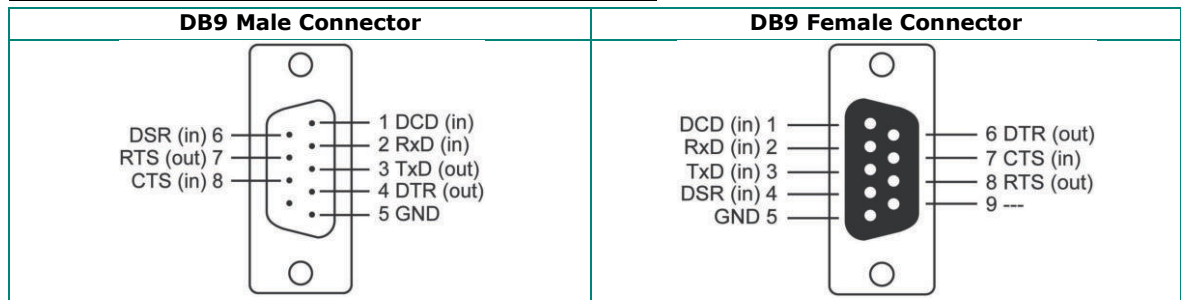 DB9 Male Connector
DB9 Female Connector
DSR (in) 6
RTS (out) 7
CTS (in) 8
1 DCD (in)
2 RxD (in)
3 TxD (out)
4 DTR (out)
5 GND
DCD (in) 1
RxD (in) 2
TxD (in) 3
DSR (in) 4
GND 5
6 DTR (out)
7 CTS (in)
8 RTS (out)
9 ---